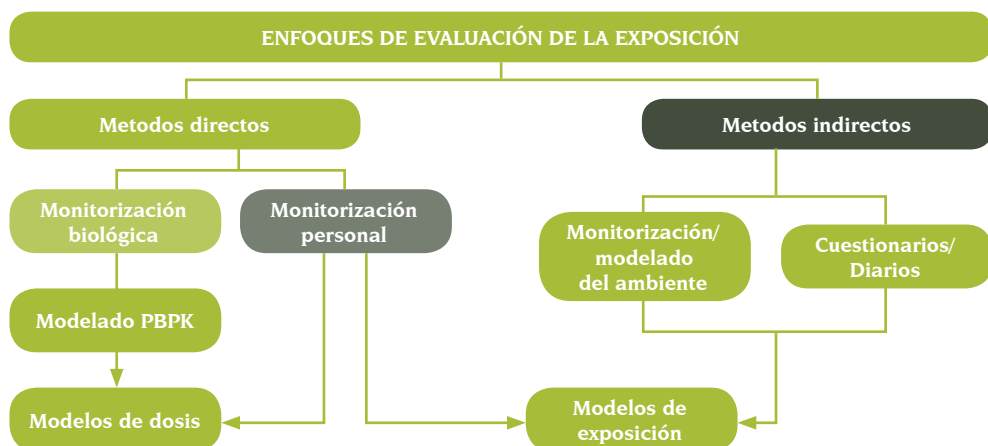 ENFOQUES DE EVALUACIÓN DE LA EXPOSICIÓN
Metodos directos
Metodos indirectos
Monitorización
biológica
Monitorización
personal
Monitorización/
modelado
del ambiente
Cuestionarios/
Diarios
Modelado PBPK
Modelos de dosis
Modelos de
exposición